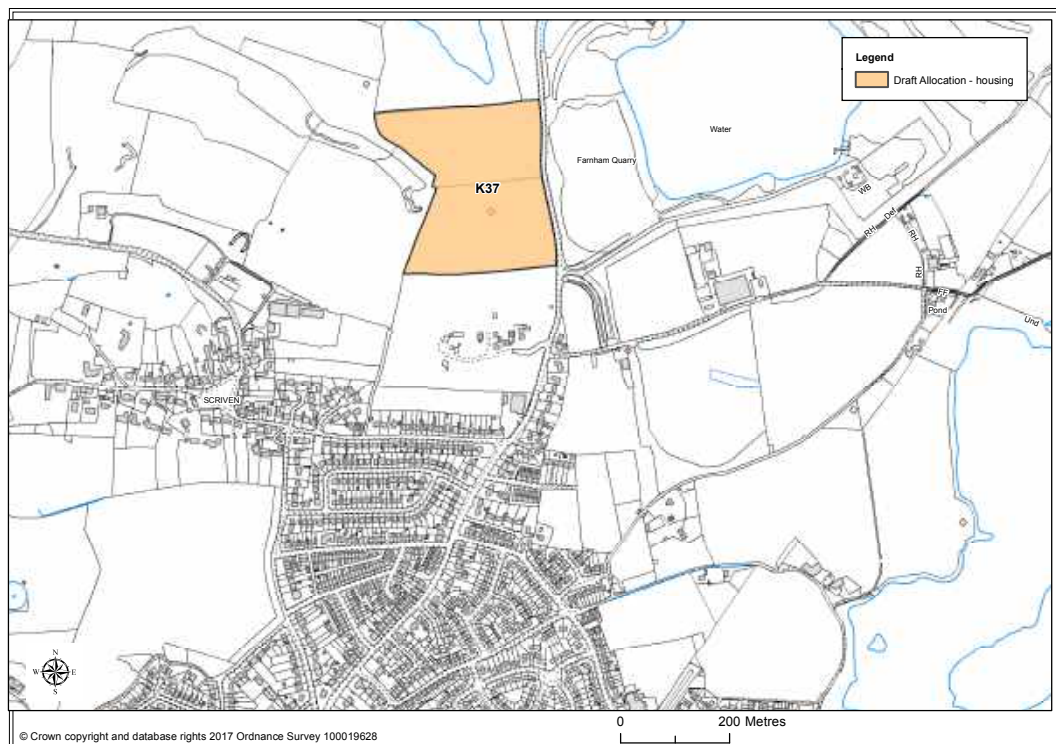 Legend
Draft Allocation - housing
Water
Farnham Quarry
K37
WB
RH
Def
RH
RH
FF
Pond
Und
SCRIVEN
N
W E
S
0 200 Metres
© Crown copyright and database rights 2017 Ordnance Survey 100019628